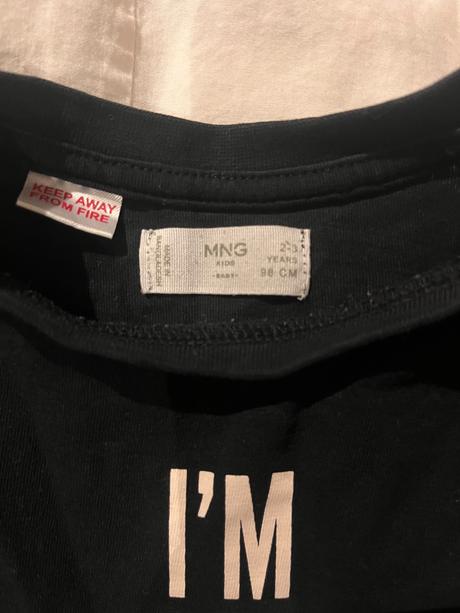 KEEP AWAY
FROM FIRE
MADE IN
BANGLADESH
MNG
KIDS
-BABY-
2-3
YEARS
98 CM
I'M